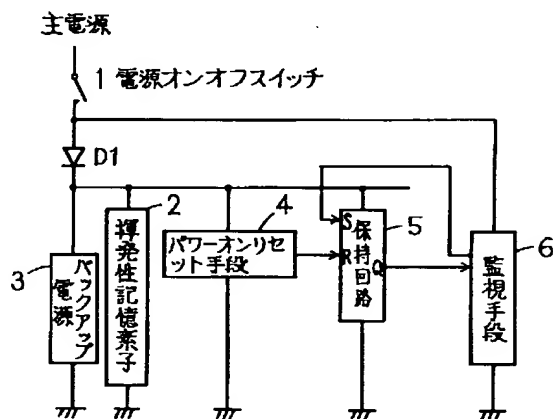 主電源
1 電源オンオフスイッチ
D1
2
揮発性記憶素子
3
バックアップ電源
4
パワーオンリセット手段
5
保持回路
S
R
Q
6
監視手段